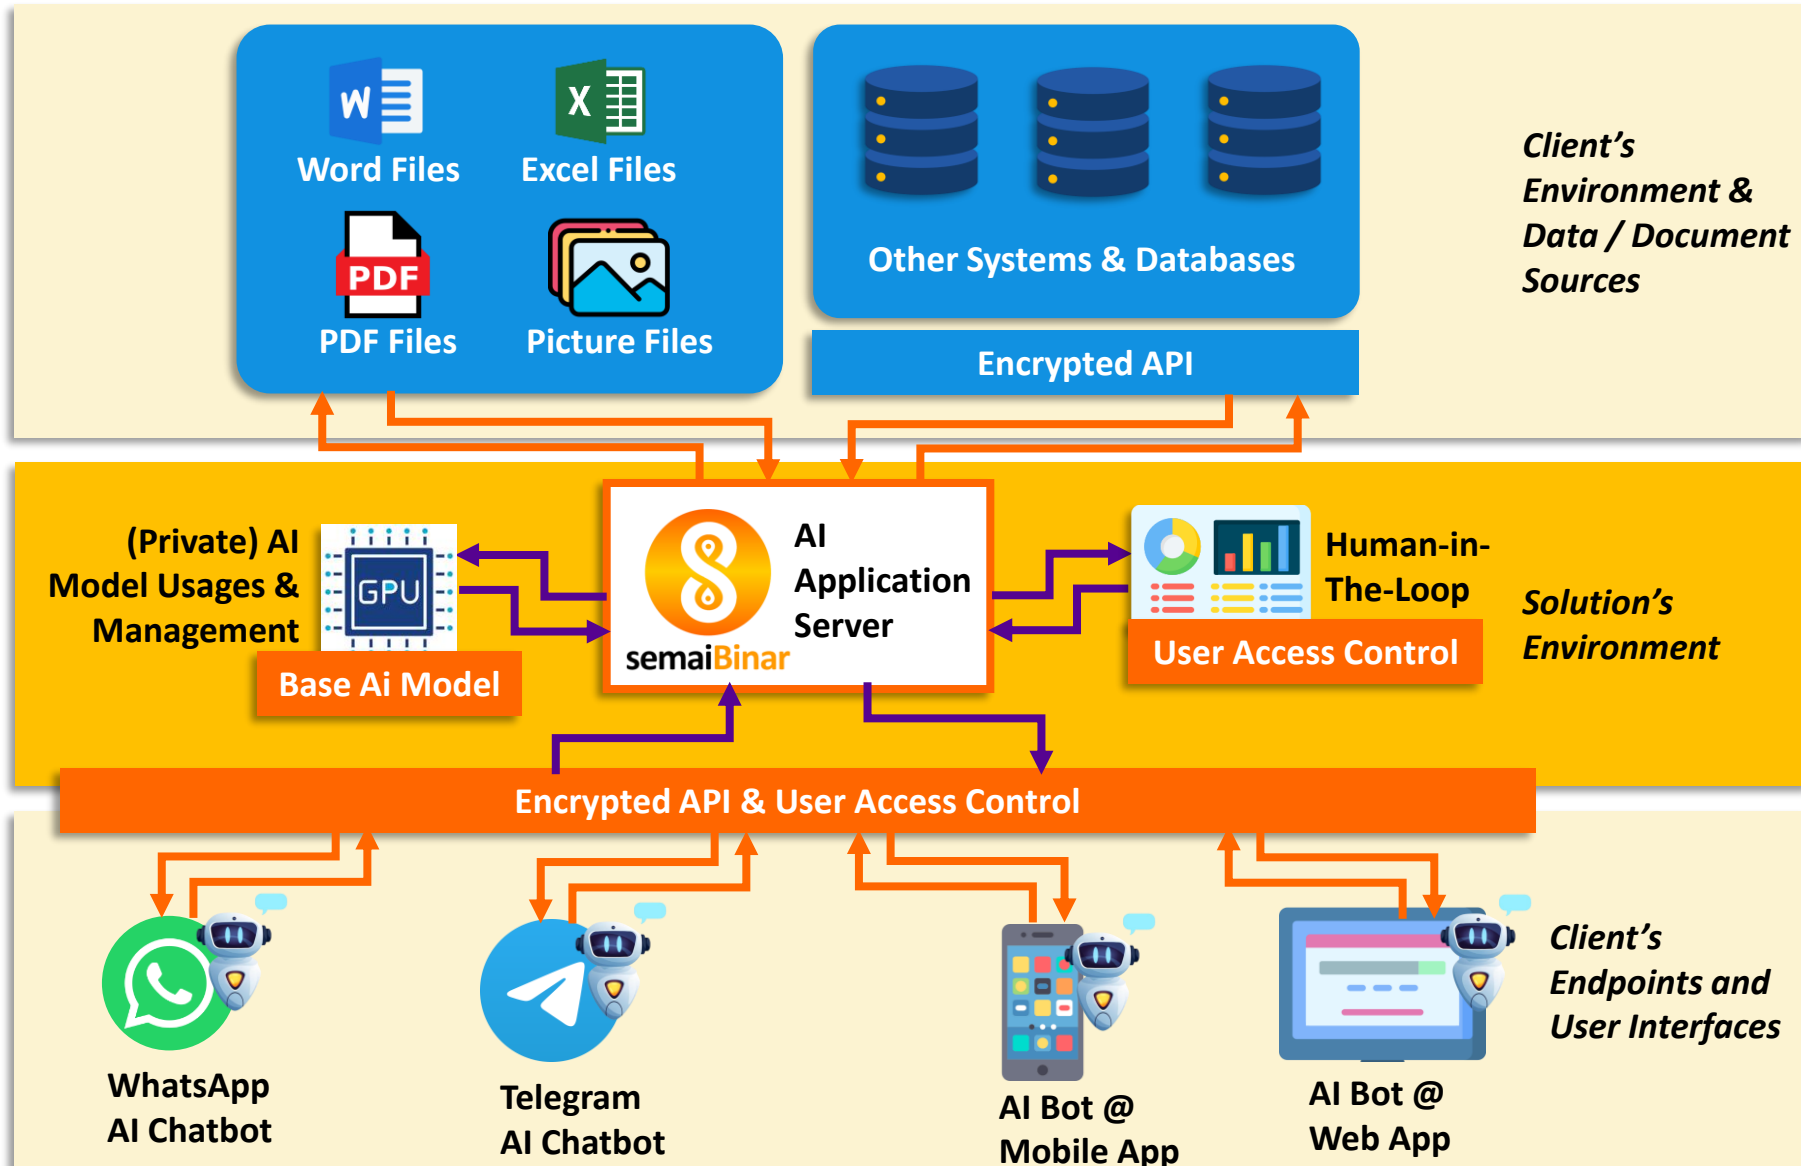 W
X
Word Files
Excel Files
PDF
PDF Files
Picture Files
Other Systems & Databases
Encrypted API
Client's
Environment &
Data / Document
Sources
(Private) AI
Model Usages &
Management
GPU
Base Ai Model
semaiBinar
AI
Application
Server
Human-in-
The-Loop
User Access Control
Solution's
Environment
Encrypted API & User Access Control
WhatsApp
AI Chatbot
Telegram
AI Chatbot
AI Bot @
Mobile App
AI Bot @
Web App
Client's
Endpoints and
User Interfaces